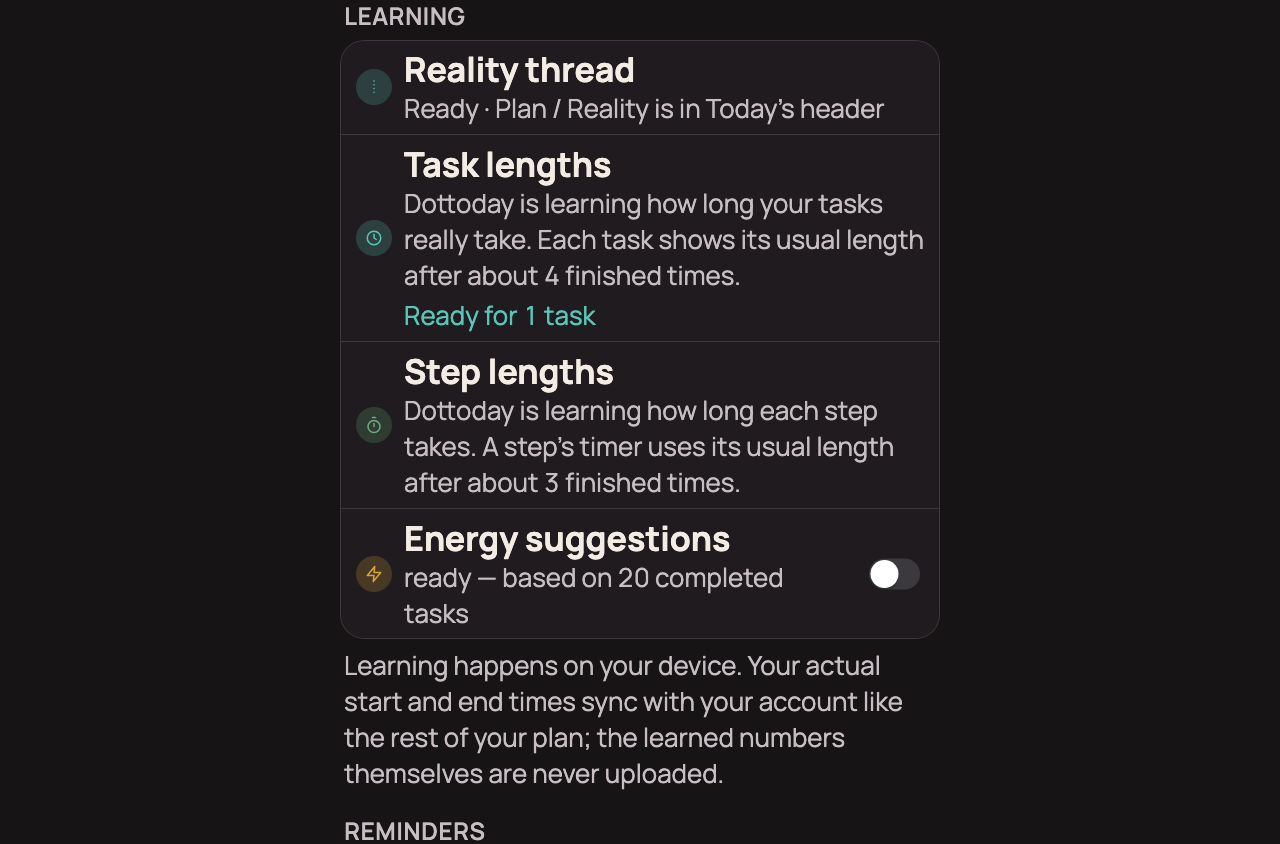 LEARNING
Reality thread
Ready · Plan / Reality is in Today’s header
Task lengths
Dottoday is learning how long your tasks
really take. Each task shows its usual length
after about 4 finished times.
Ready for 1 task
Step lengths
Dottoday is learning how long each step
takes. A step’s timer uses its usual length
after about 3 finished times.
Energy suggestions
ready — based on 20 completed
tasks
Learning happens on your device. Your actual
start and end times sync with your account like
the rest of your plan; the learned numbers
themselves are never uploaded.
REMINDERS